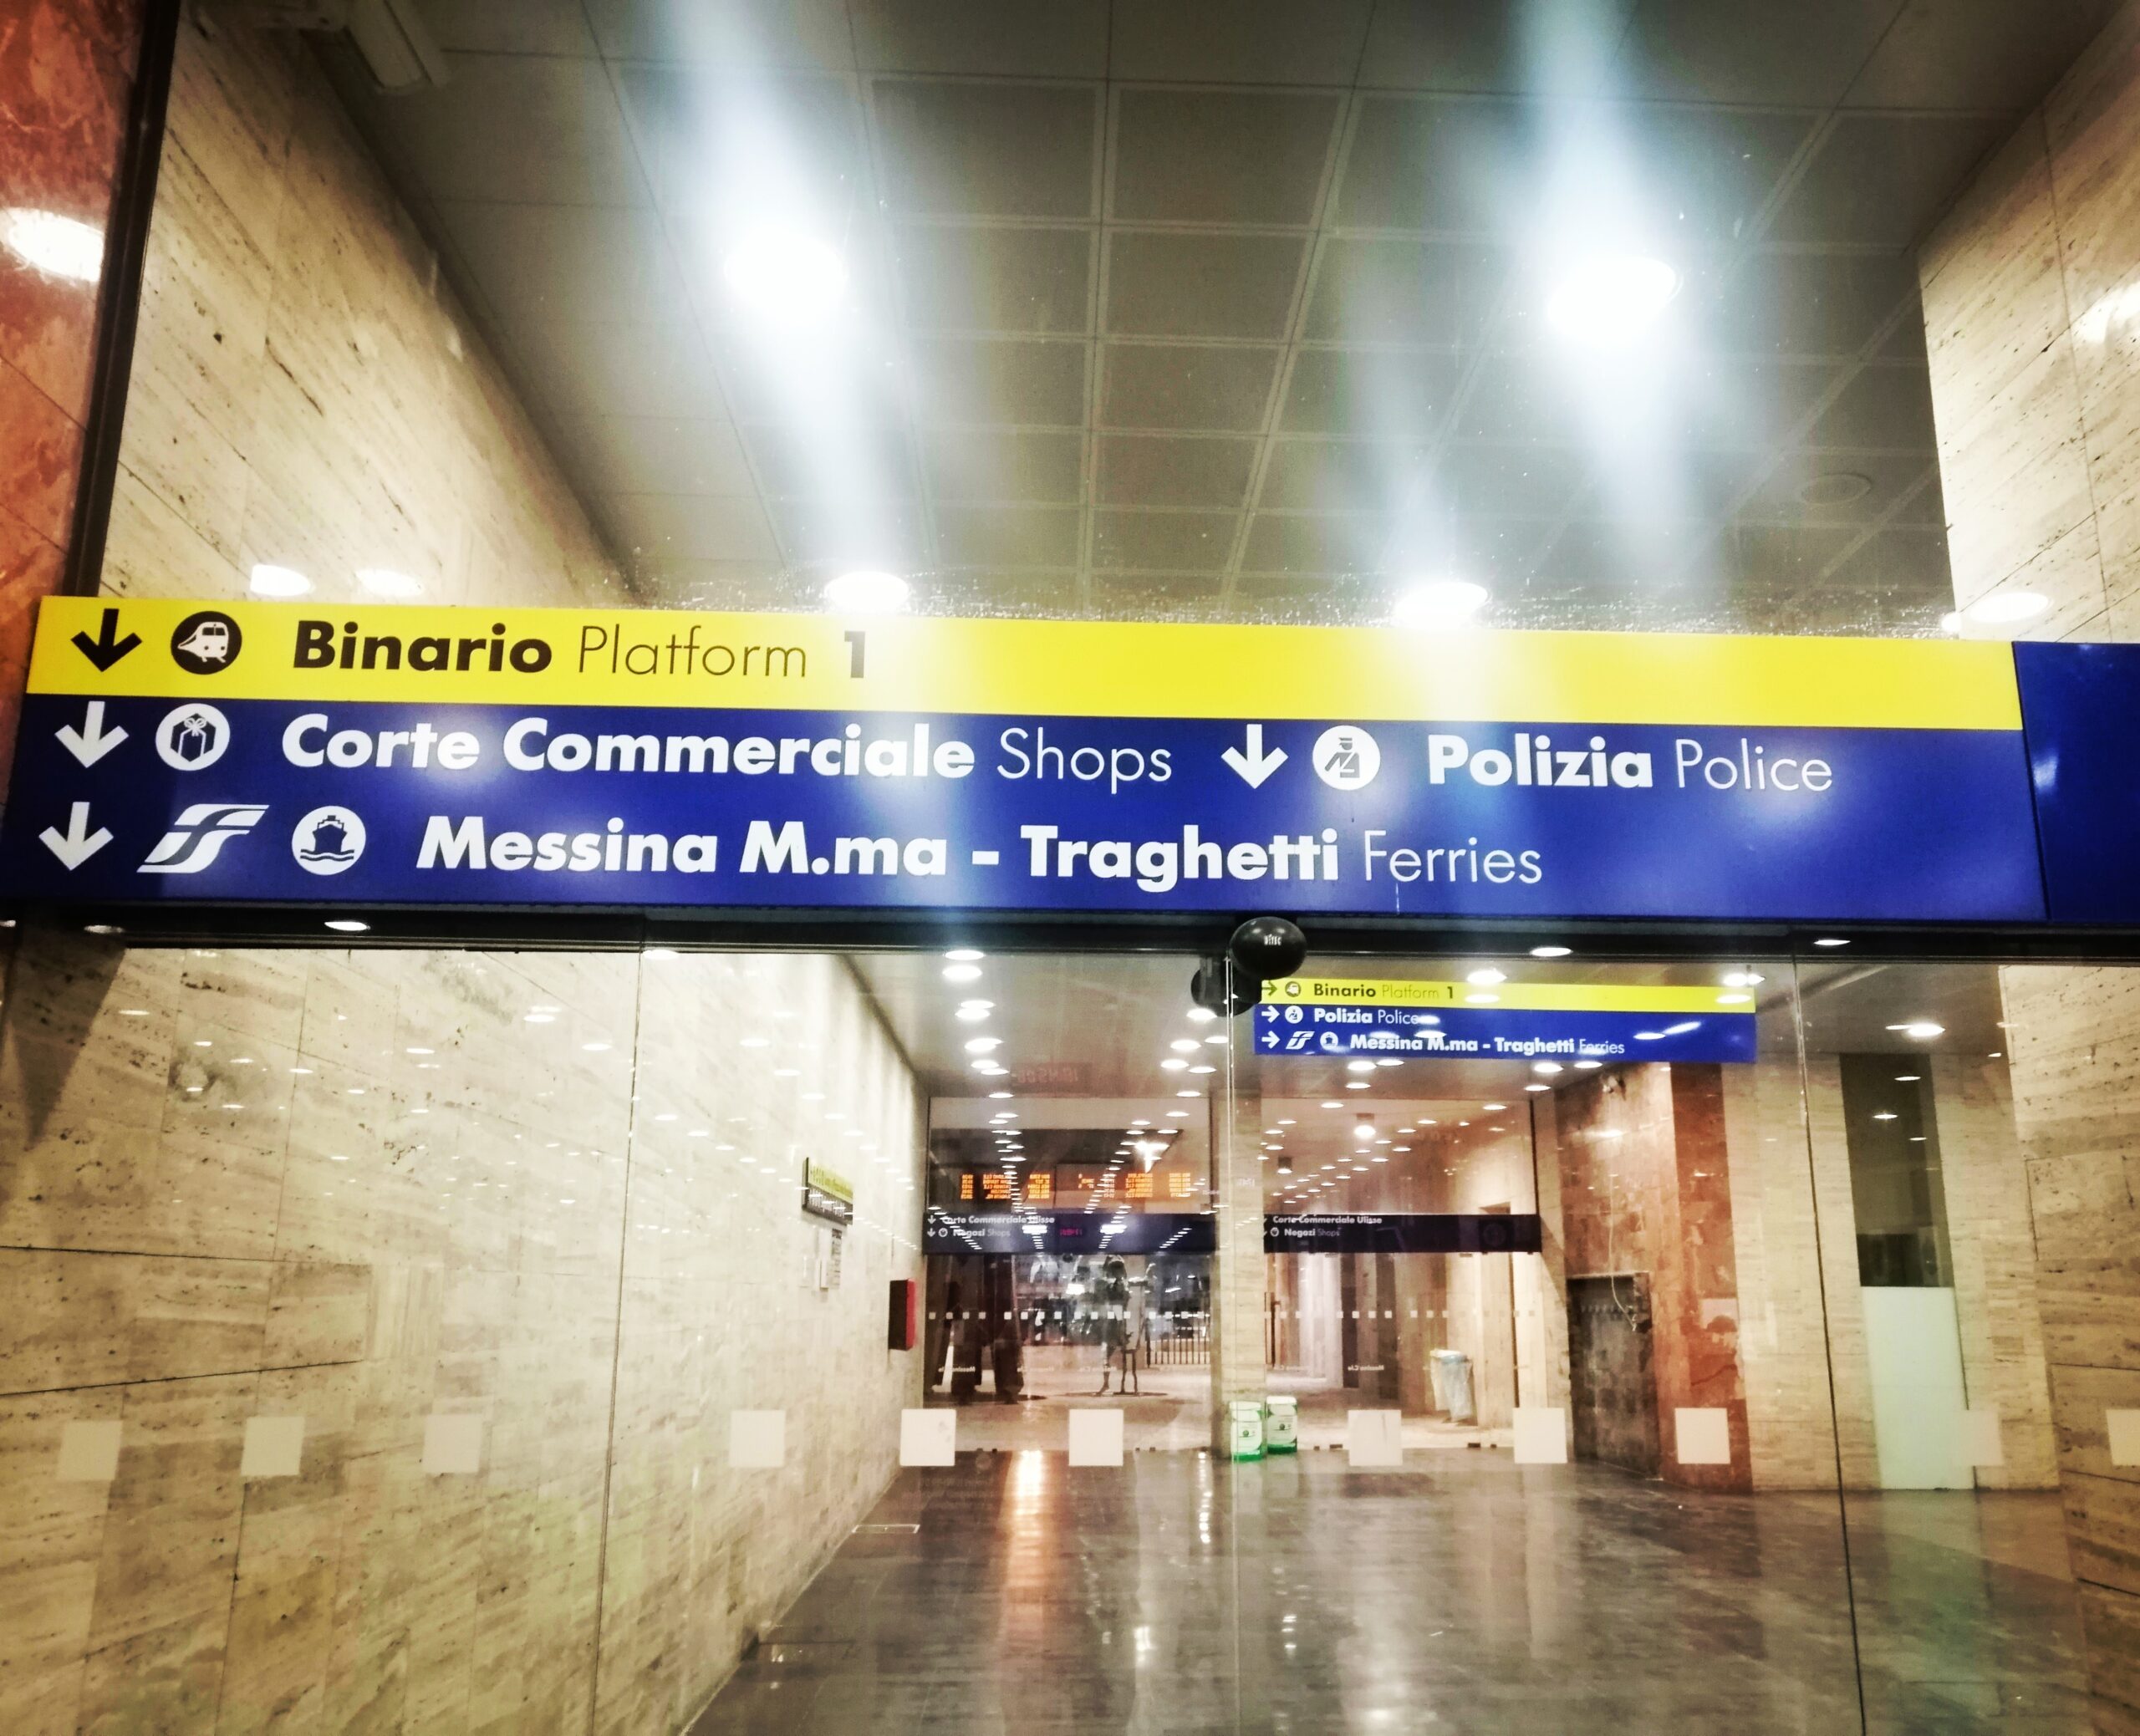 Binario Platform 1
Corte Commerciale Shops Polizia Police
Messina M.ma - Traghetti Ferries
Binario Platform 1
Polizia Police
Messina M.ma - Traghetti Ferries
Corte Commerciale Ulisse
Negozi Shops
Corte Commerciale Ulisse
Negozi Shops